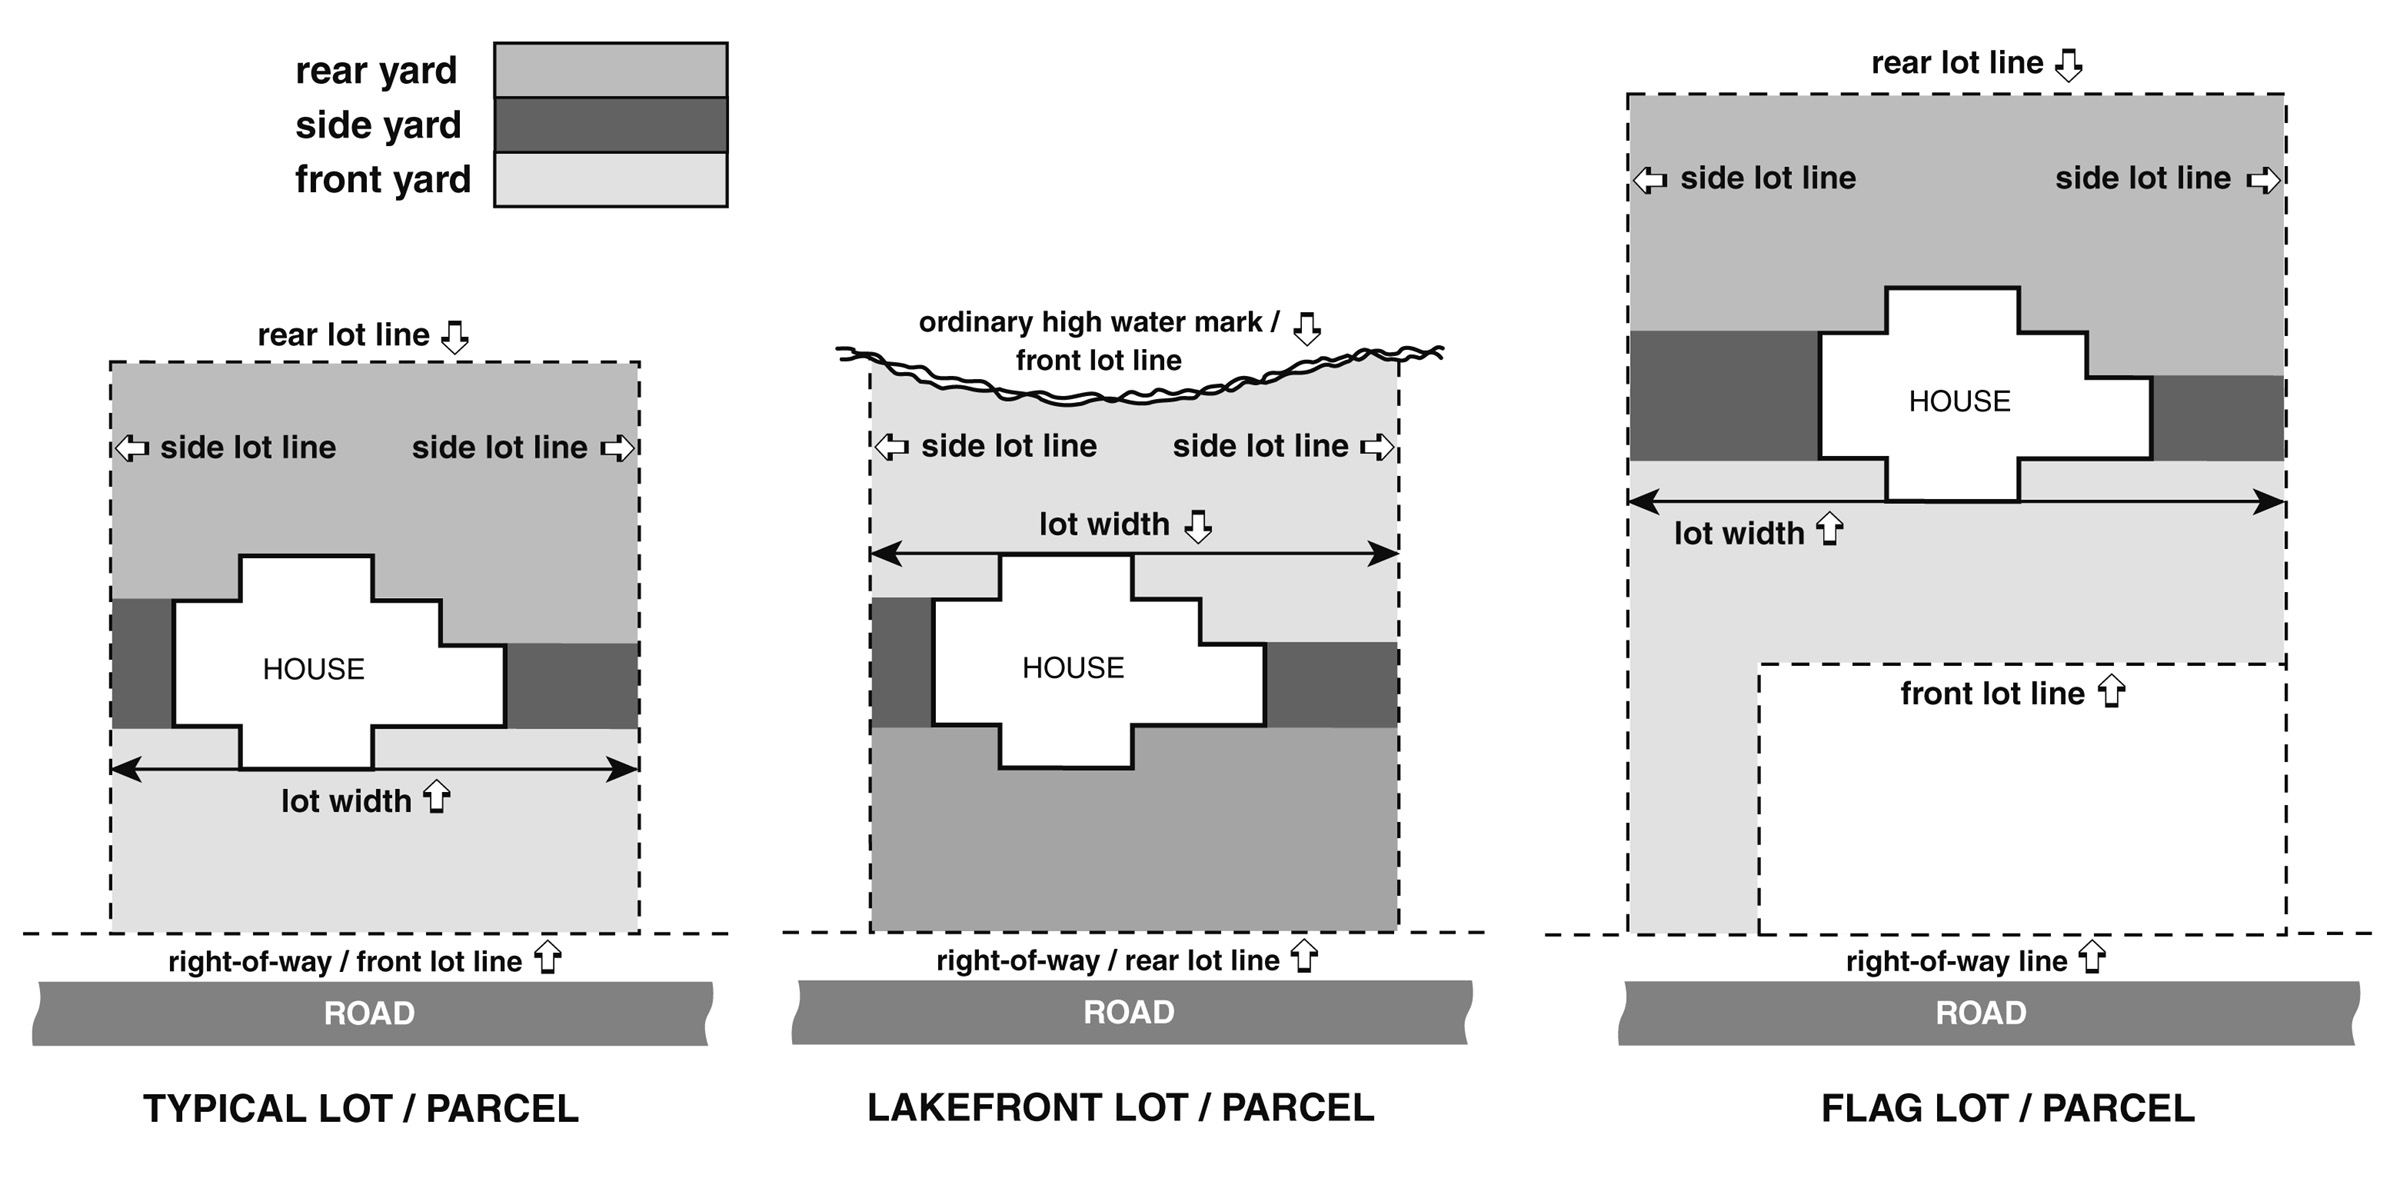 rear yard
side yard
front yard
rear lot line
side lot line
side lot line
HOUSE
lot width
right-of-way / front lot line
ROAD
TYPICAL LOT / PARCEL
ordinary high water mark /
front lot line
side lot line
side lot line
lot width
HOUSE
right-of-way / rear lot line
ROAD
LAKEFRONT LOT / PARCEL
rear lot line
side lot line
side lot line
HOUSE
lot width
front lot line
right-of-way line
ROAD
FLAG LOT / PARCEL